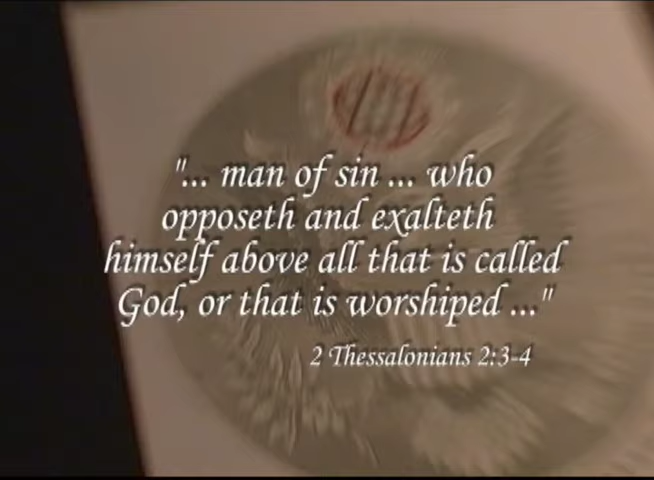 "... man of sin ... who
opposeth and exalteth
himself above all that is called
God, or that is worshiped ..."
2 Thessalonians 2:3-4